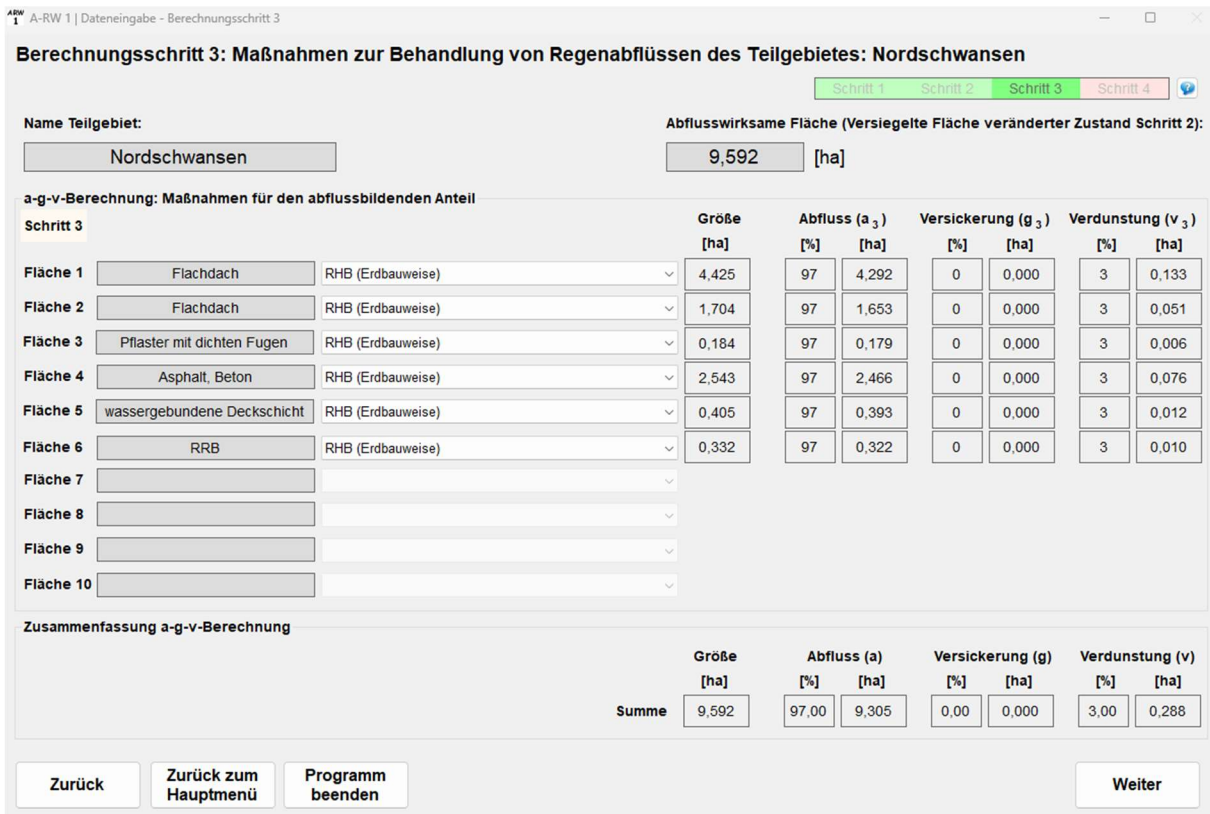 ARW 1 A-RW 1 | Dateneingabe - Berechnungsschritt 3
Berechnungsschritt 3: Maßnahmen zur Behandlung von Regenabflüssen des Teilgebietes: Nordschwansen
Schritt 1 Schritt 2 Schritt 3 Schritt 4 ?
Name Teilgebiet: Abflusswirksame Fläche (Versiegelte Fläche veränderter Zustand Schritt 2):
Nordschwansen 9,592 [ha]
a-g-v-Berechnung: Maßnahmen für den abflussbildenden Anteil
Schritt 3 Größe Abfluss (a 3) Versickerung (g 3) Verdunstung (v 3)
[ha] [%] [ha] [%] [ha] [%] [ha]
Fläche 1 Flachdach RHB (Erdbauweise) 4,425 97 4,292 0 0,000 3 0,133
Fläche 2 Flachdach RHB (Erdbauweise) 1,704 97 1,653 0 0,000 3 0,051
Fläche 3 Pflaster mit dichten Fugen RHB (Erdbauweise) 0,184 97 0,179 0 0,000 3 0,006
Fläche 4 Asphalt, Beton RHB (Erdbauweise) 2,543 97 2,466 0 0,000 3 0,076
Fläche 5 wassergebundene Deckschicht RHB (Erdbauweise) 0,405 97 0,393 0 0,000 3 0,012
Fläche 6 RRB RHB (Erdbauweise) 0,332 97 0,322 0 0,000 3 0,010
Fläche 7
Fläche 8
Fläche 9
Fläche 10
Zusammenfassung a-g-v-Berechnung
Größe Abfluss (a) Versickerung (g) Verdunstung (v)
[ha] [%] [ha] [%] [ha] [%] [ha]
Summe 9,592 97,00 9,305 0,00 0,000 3,00 0,288
Zurück Zurück zum Hauptmenü Programm beenden Weiter